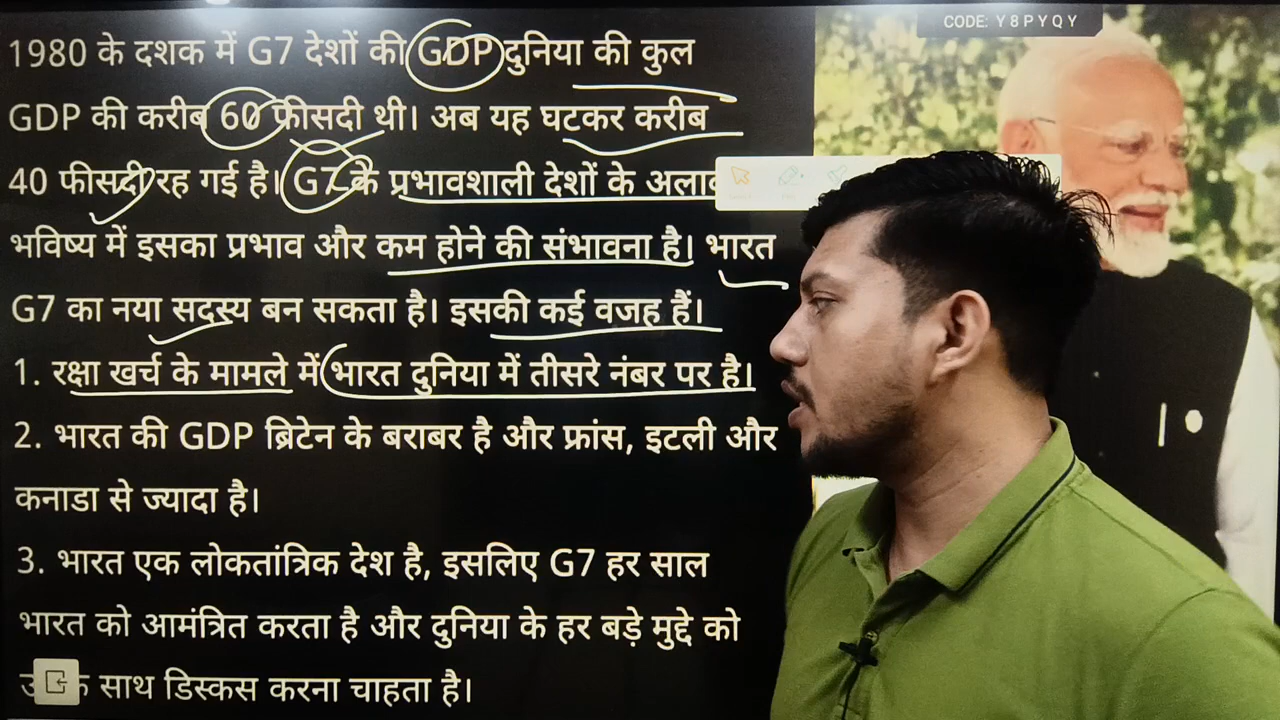 CODE: Y8PYQY
1980 के दशक में G7 देशों की GDP दुनिया की कुल
GDP की करीब 60 फीसदी थी। अब यह घटकर करीब
40 फीसदी रह गई है। G7 के प्रभावशाली देशों के
भविष्य में इसका प्रभाव और कम होने की संभावना है। भारत
G7 का नया सदस्य बन सकता है। इसकी कई वजह हैं।
1. रक्षा खर्च के मामले में भारत दुनिया में तीसरे नंबर पर है।
2. भारत की GDP ब्रिटेन के बराबर है और फ्रांस, इटली और
कनाडा से ज्यादा है।
3. भारत एक लोकतांत्रिक देश है, इसलिए G7 हर साल
भारत को आमंत्रित करता है और दुनिया के हर बड़े मुद्दे को
साथ डिस्कस करना चाहता है।